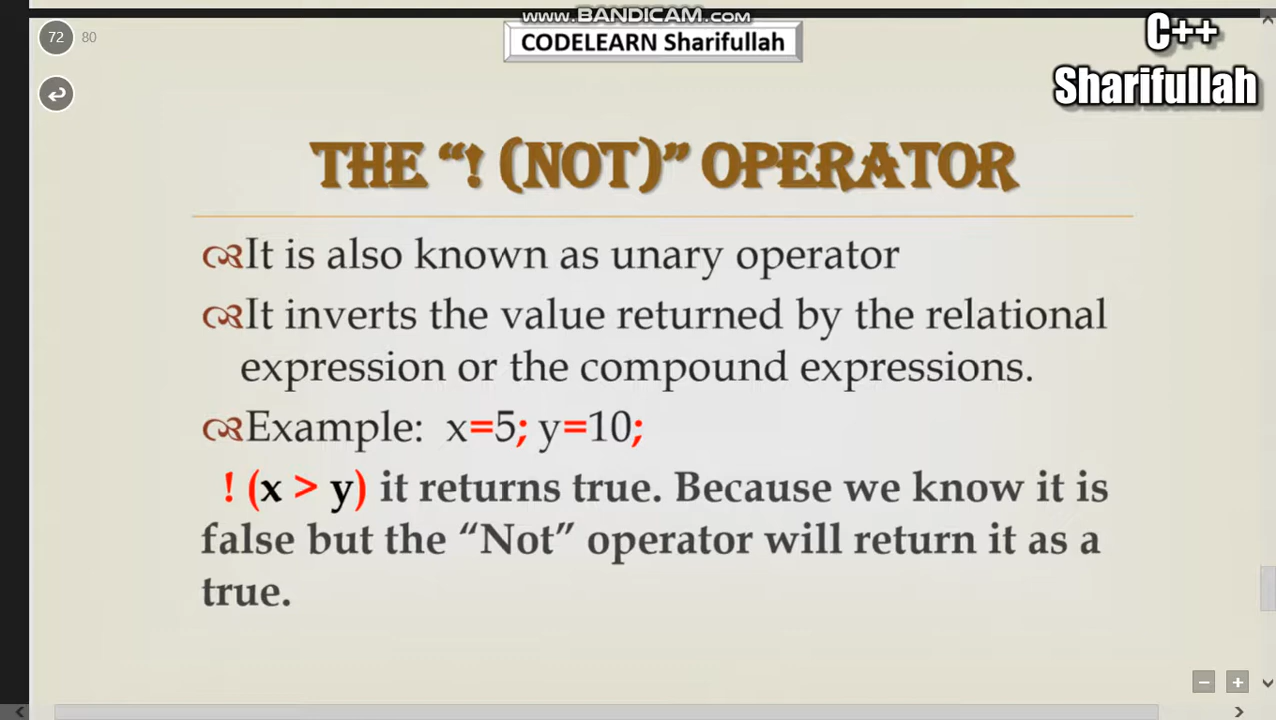 www.BANDICAM.com
72 80
CODELEARN Sharifullah
C++
Sharifullah
THE “! (NOT)” OPERATOR
It is also known as unary operator
It inverts the value returned by the relational
expression or the compound expressions.
Example: x=5; y=10;
! (x > y) it returns true. Because we know it is
false but the “Not” operator will return it as a
true.